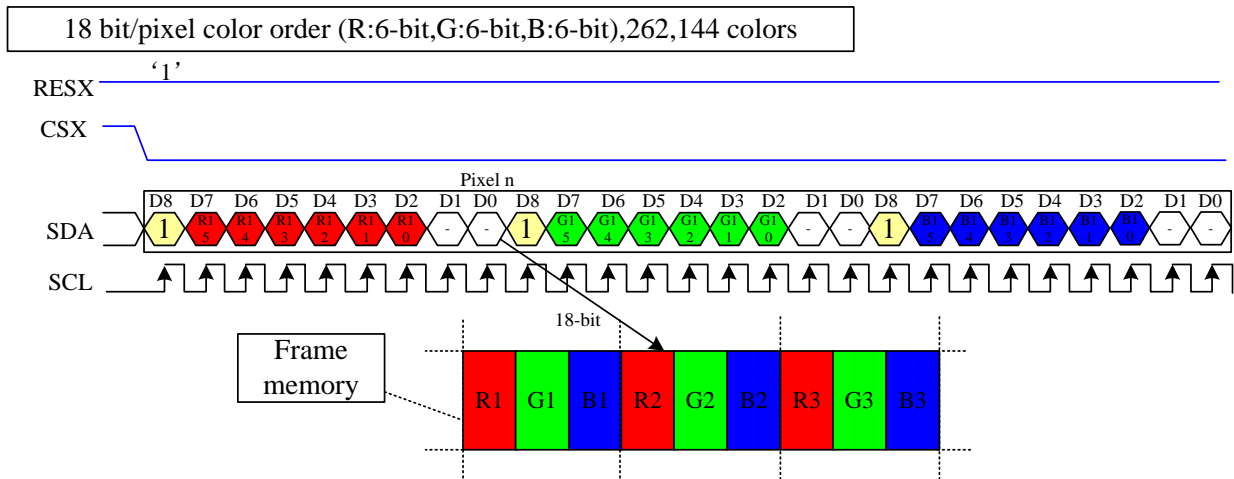 18 bit/pixel color order (R:6-bit,G:6-bit,B:6-bit),262,144 colors
‘1’
RESX
CSX
Pixel n
D8 D7 D6 D5 D4 D3 D2 D1 D0 D8 D7 D6 D5 D4 D3 D2 D1 D0 D8 D7 D6 D5 D4 D3 D2 D1 D0
SDA
1 R15 R14 R13 R12 R11 R10 - - 1 G15 G14 G13 G12 G11 G10 - - 1 B15 B14 B13 B12 B11 B10 - -
SCL
18-bit
Frame
memory
R1 G1 B1 R2 G2 B2 R3 G3 B3